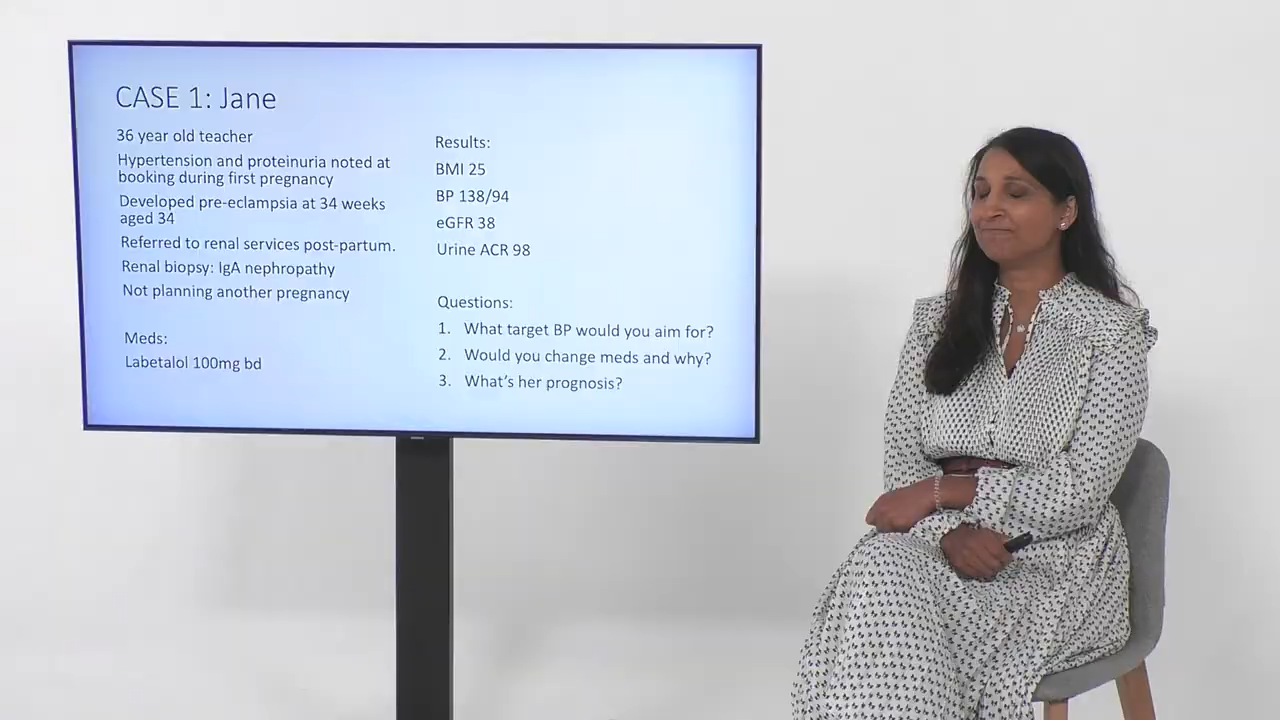 CASE 1: Jane
36 year old teacher
Hypertension and proteinuria noted at
booking during first pregnancy
Developed pre-eclampsia at 34 weeks
aged 34
Referred to renal services post-partum.
Renal biopsy: IgA nephropathy
Not planning another pregnancy
Meds:
Labetalol 100mg bd
Results:
BMI 25
BP 138/94
eGFR 38
Urine ACR 98
Questions:
1. What target BP would you aim for?
2. Would you change meds and why?
3. What's her prognosis?